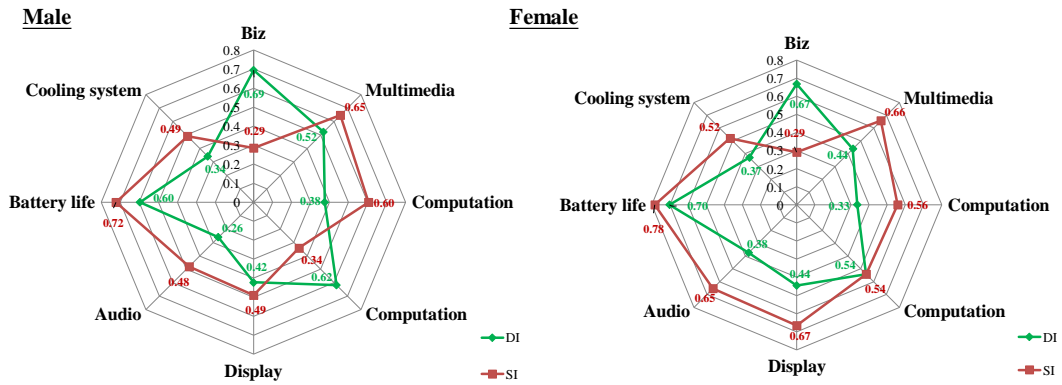 Male
Biz
0.8
0.7
0.6
0.5
0.4
0.3
0.2
0.1
0
Multimedia
Computation
Computation
Display
Audio
Battery life
Cooling system
0.69
0.52
0.38
0.62
0.42
0.26
0.60
0.34
0.29
0.65
0.60
0.34
0.49
0.48
0.72
0.49
DI
SI
Female
Biz
0.8
0.7
0.6
0.5
0.4
0.3
0.2
0.1
0
Multimedia
Computation
Computation
Display
Audio
Battery life
Cooling system
0.67
0.44
0.33
0.54
0.44
0.38
0.70
0.37
0.29
0.66
0.56
0.54
0.67
0.65
0.78
0.52
DI
SI